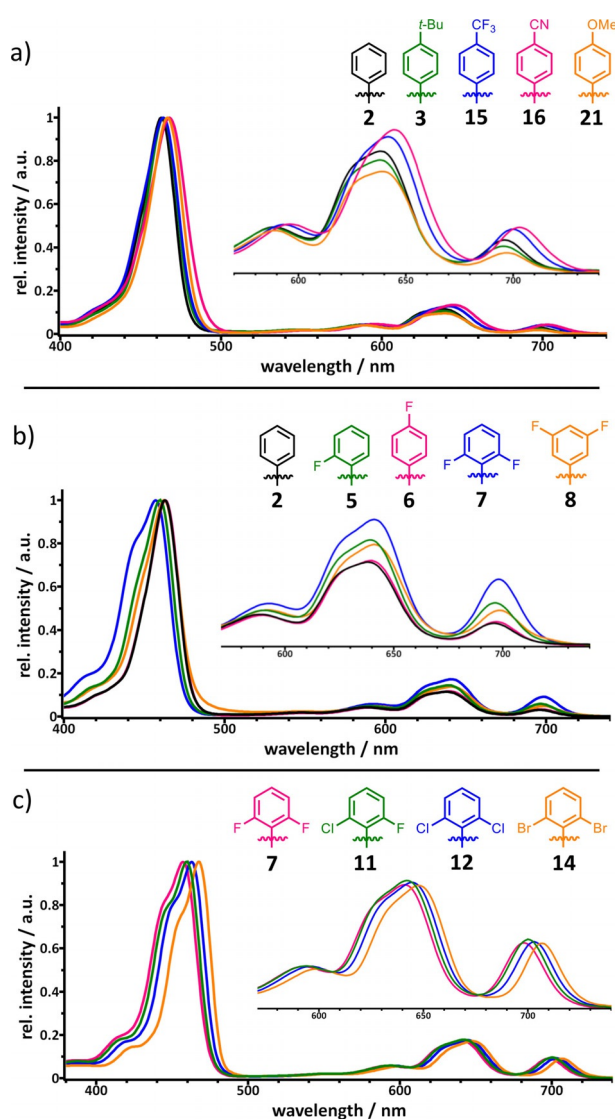 a)
t-Bu CF3 CN OMe
2 3 15 16 21
rel. intensity / a.u.
1
0.8
0.6
0.4
0.2
0
600 650 700
400 500 600 700
wavelength / nm
b)
F
F F F F F
2 5 6 7 8
rel. intensity / a.u.
1
0.8
0.6
0.4
0.2
0
600 650 700
400 500 600 700
wavelength / nm
c)
F F Cl F Cl Cl Br Br
7 11 12 14
rel. intensity / a.u.
1
0.8
0.6
0.4
0.2
0
600 650 700
400 500 600 700
wavelength / nm